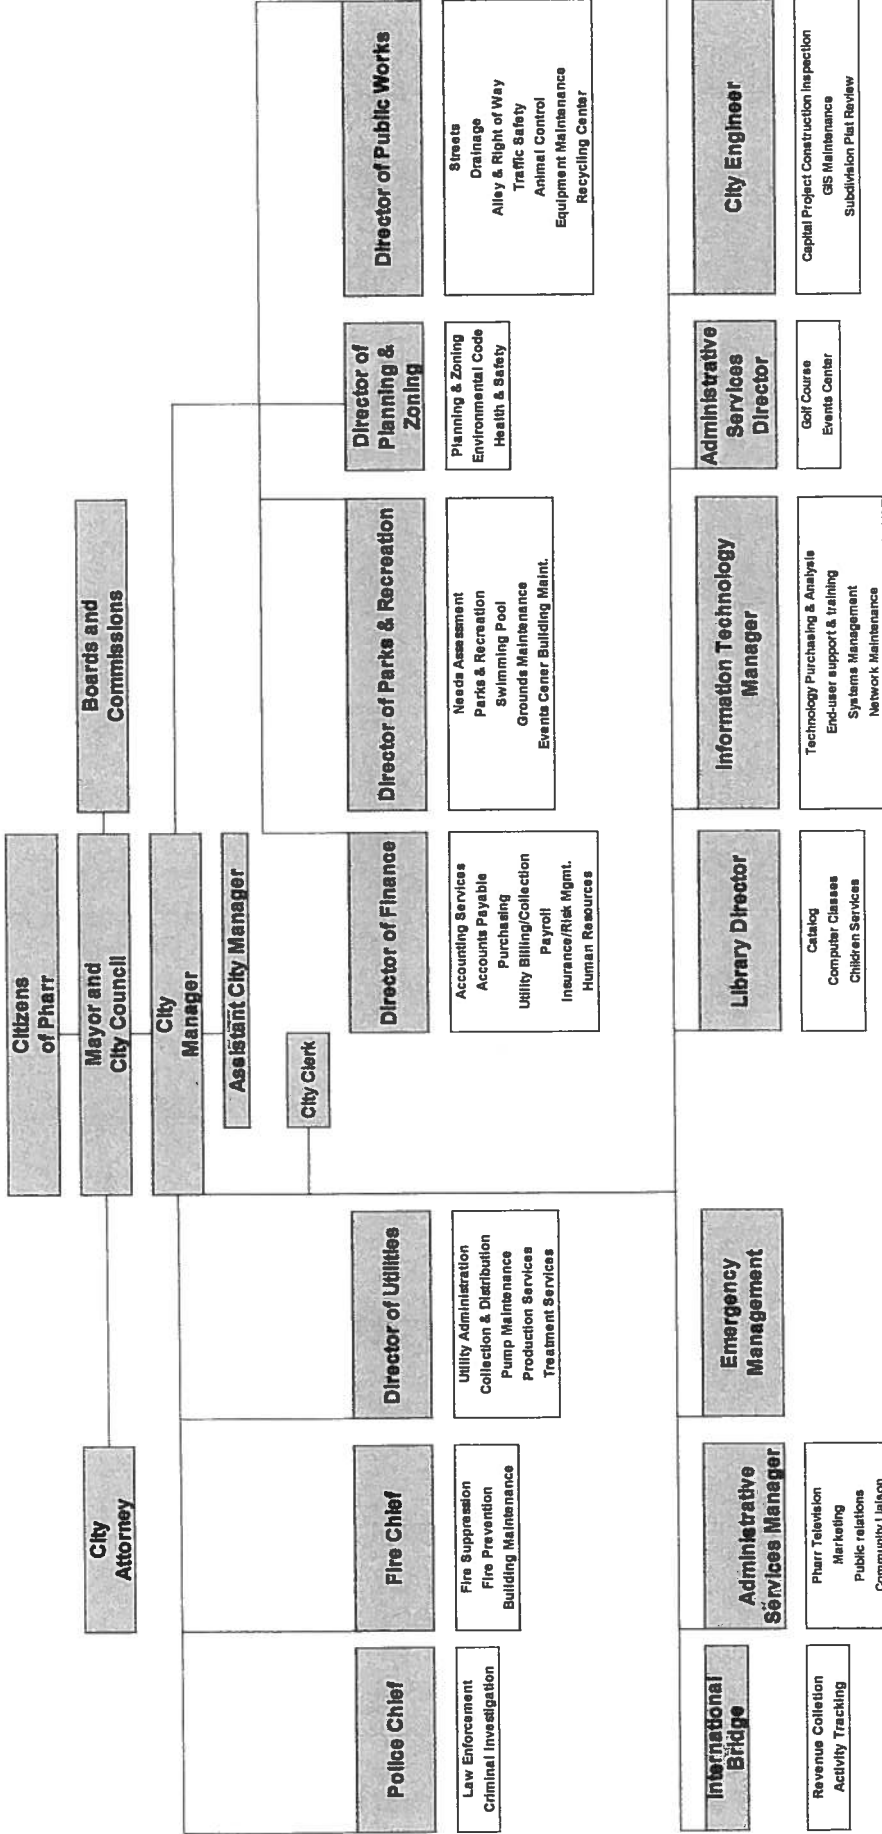 Citizens
of Pharr
Mayor and
City Council
Boards and
Commissions
City
Attorney
City
Manager
Assistant City Manager
City Clerk
Police Chief
Law Enforcement
Criminal Investigation
Fire Chief
Fire Suppression
Fire Prevention
Building Maintenance
Director of Utilities
Utility Administration
Collection & Distribution
Pump Maintenance
Production Services
Treatment Services
Director of Finance
Accounting Services
Accounts Payable
Purchasing
Utility Billing/Collection
Payroll
Insurance/Risk Mgmt.
Human Resources
Director of Parks & Recreation
Needs Assessment
Parks & Recreation
Swimming Pool
Grounds Maintenance
Events Cener Building Maint.
Director of
Planning &
Zoning
Planning & Zoning
Environmental Code
Health & Safety
Director of Public Works
Streets
Drainage
Alley & Right of Way
Traffic Safety
Animal Control
Equipment Maintenance
Recycling Center
International
Bridge
Revenue Colletion
Activity Tracking
Administrative
Services Manager
Pharr Television
Marketing
Public relations
Community Liaison
Emergency
Management
Library Director
Catalog
Computer Classes
Children Services
Information Technology
Manager
Technology Purchasing & Analysis
End-user support & training
Systems Management
Network Maintenance
Administrative
Services
Director
Golf Course
Events Center
City Engineer
Capital Project Construction Inspection
GIS Maintenance
Subdivision Plat Review